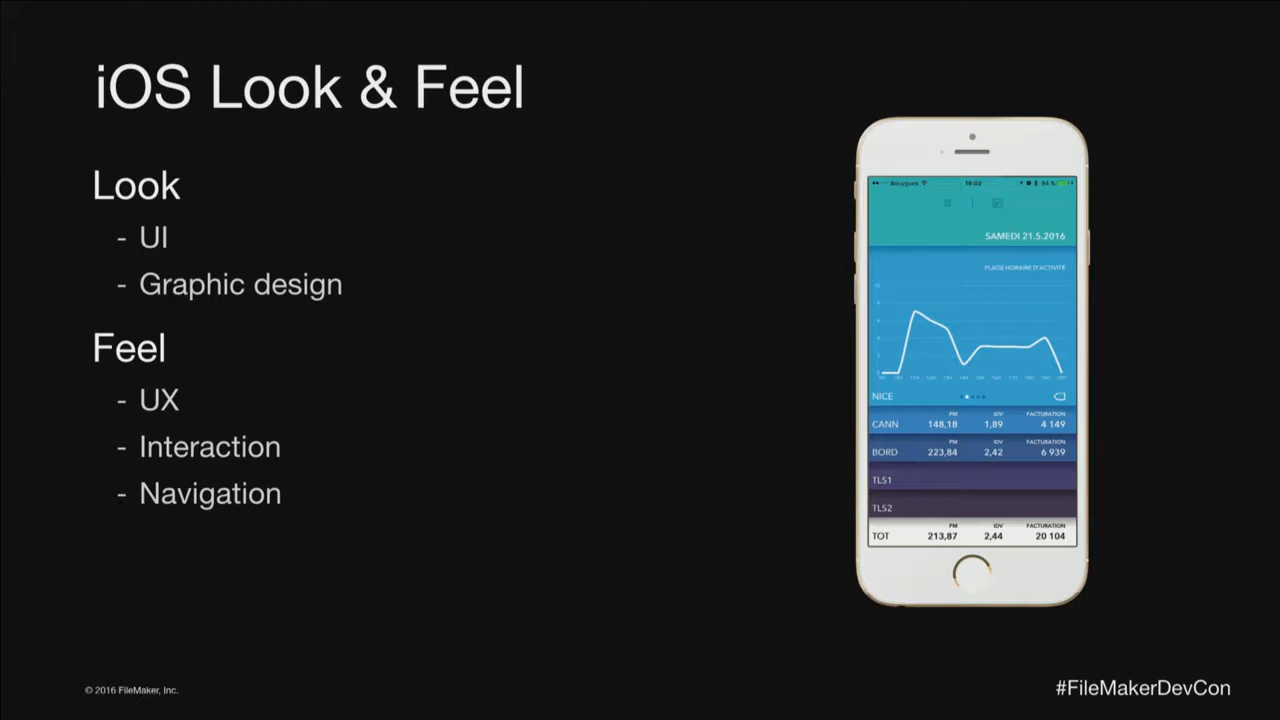 iOS Look & Feel
Look
- UI
- Graphic design
Feel
- UX
- Interaction
- Navigation
Bouygues 19:02 94 %
SAMEDI 21.5.2016
PLAGE HORAIRE D'ACTIVITÉ
NICE
PM IDV FACTURATION
CANN 148,18 1,89 4 149
PM IDV FACTURATION
BORD 223,84 2,42 6 939
TLS1
TLS2
PM IDV FACTURATION
TOT 213,87 2,44 20 104
© 2016 FileMaker, Inc.
#FileMakerDevCon